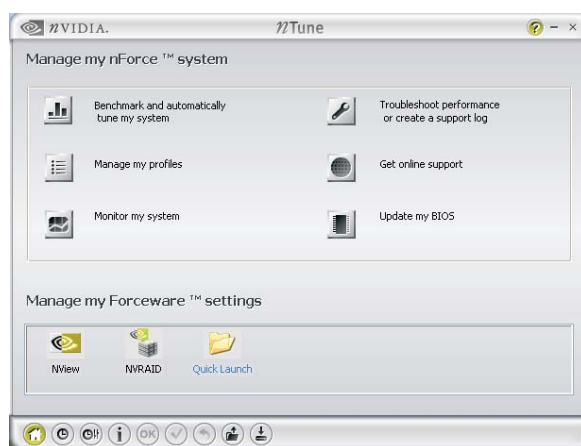 nVIDIA.
nTune
Manage my nForce ™ system
Benchmark and automatically
tune my system
Troubleshoot performance
or create a support log
Manage my profiles
Get online support
Monitor my system
Update my BIOS
Manage my Forceware ™ settings
NView
NVRAID
Quick Launch
OK